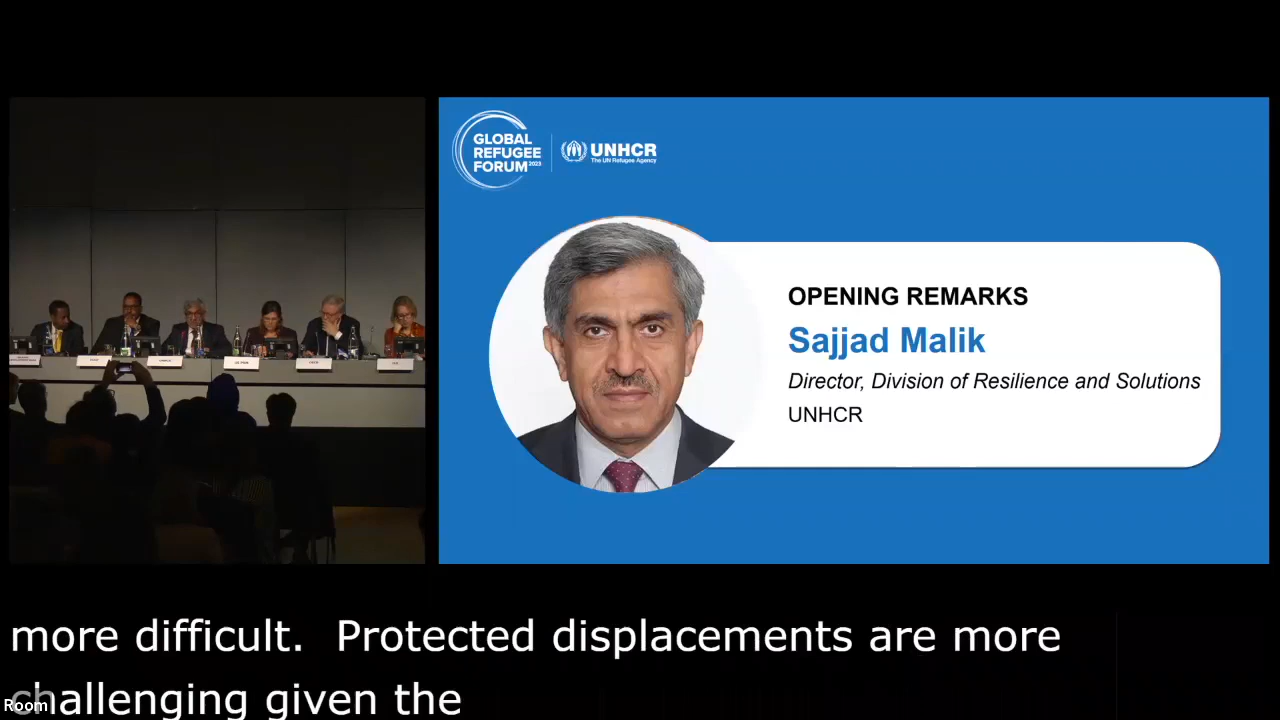 GLOBAL
REFUGEE
FORUM 2023
UNHCR
The UN Refugee Agency
OPENING REMARKS
Sajjad Malik
Director, Division of Resilience and Solutions
UNHCR
more difficult.  Protected displacements are more
challenging given the
Room